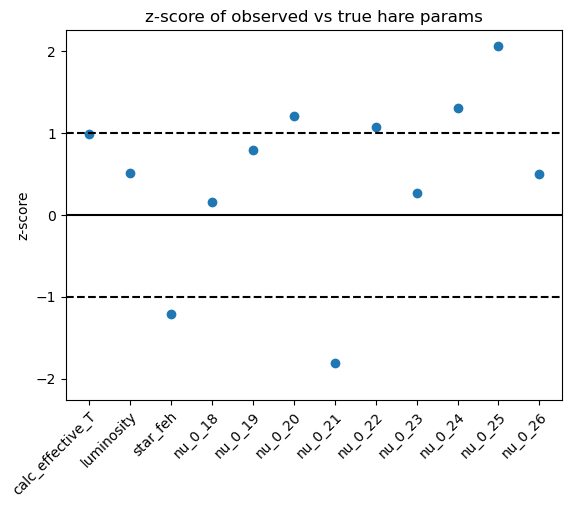 z-score of observed vs true hare params
2
1
0
−1
−2
z-score
calc_effective_T
luminosity
star_feh
nu_0_18
nu_0_19
nu_0_20
nu_0_21
nu_0_22
nu_0_23
nu_0_24
nu_0_25
nu_0_26